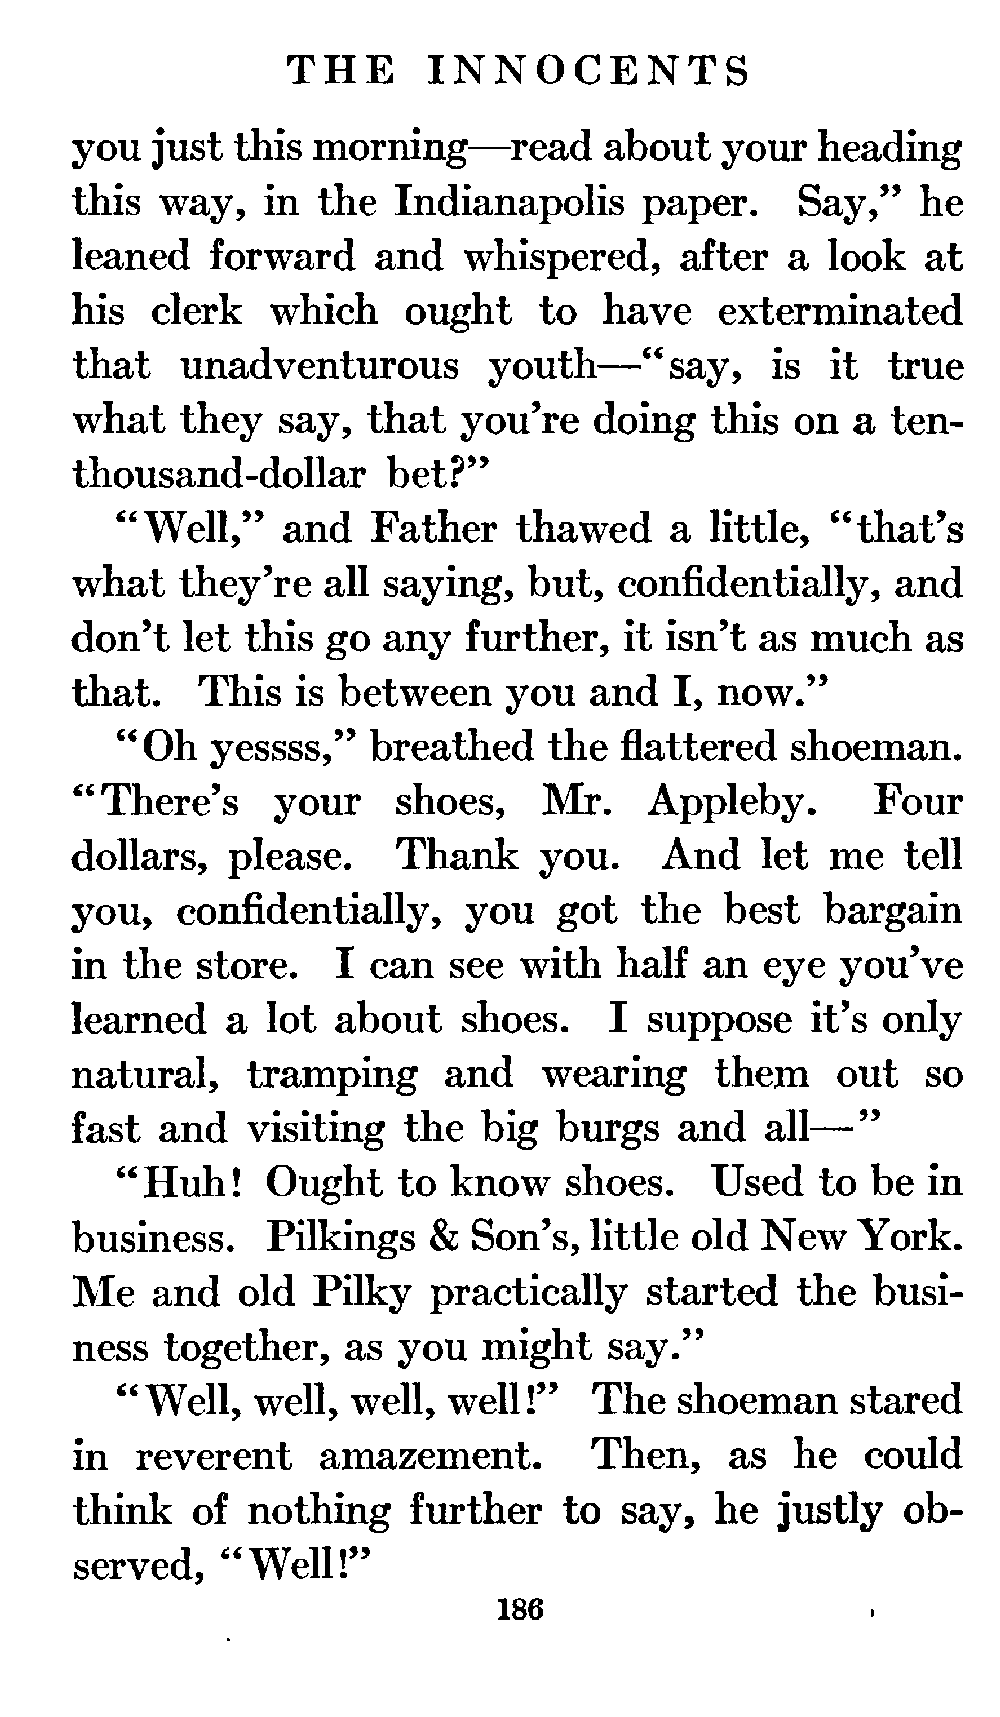 THE INNOCENTS
you just this morning—read about your heading
this way, in the Indianapolis paper. Say,” he
leaned forward and whispered, after a look at
his clerk which ought to have exterminated
that unadventurous youth—“say, is it true
what they say, that you’re doing this on a ten-
thousand-dollar bet?”
“Well,” and Father thawed a little, “that’s
what they’re all saying, but, confidentially, and
don’t let this go any further, it isn’t as much as
that. This is between you and I, now.”
“Oh yessss,” breathed the flattered shoeman.
“There’s your shoes, Mr. Appleby. Four
dollars, please. Thank you. And let me tell
you, confidentially, you got the best bargain
in the store. I can see with half an eye you’ve
learned a lot about shoes. I suppose it’s only
natural, tramping and wearing them out so
fast and visiting the big burgs and all—”
“Huh! Ought to know shoes. Used to be in
business. Pilkings & Son’s, little old New York.
Me and old Pilky practically started the busi-
ness together, as you might say.”
“Well, well, well, well!” The shoeman stared
in reverent amazement. Then, as he could
think of nothing further to say, he justly ob-
served, “Well!”
186